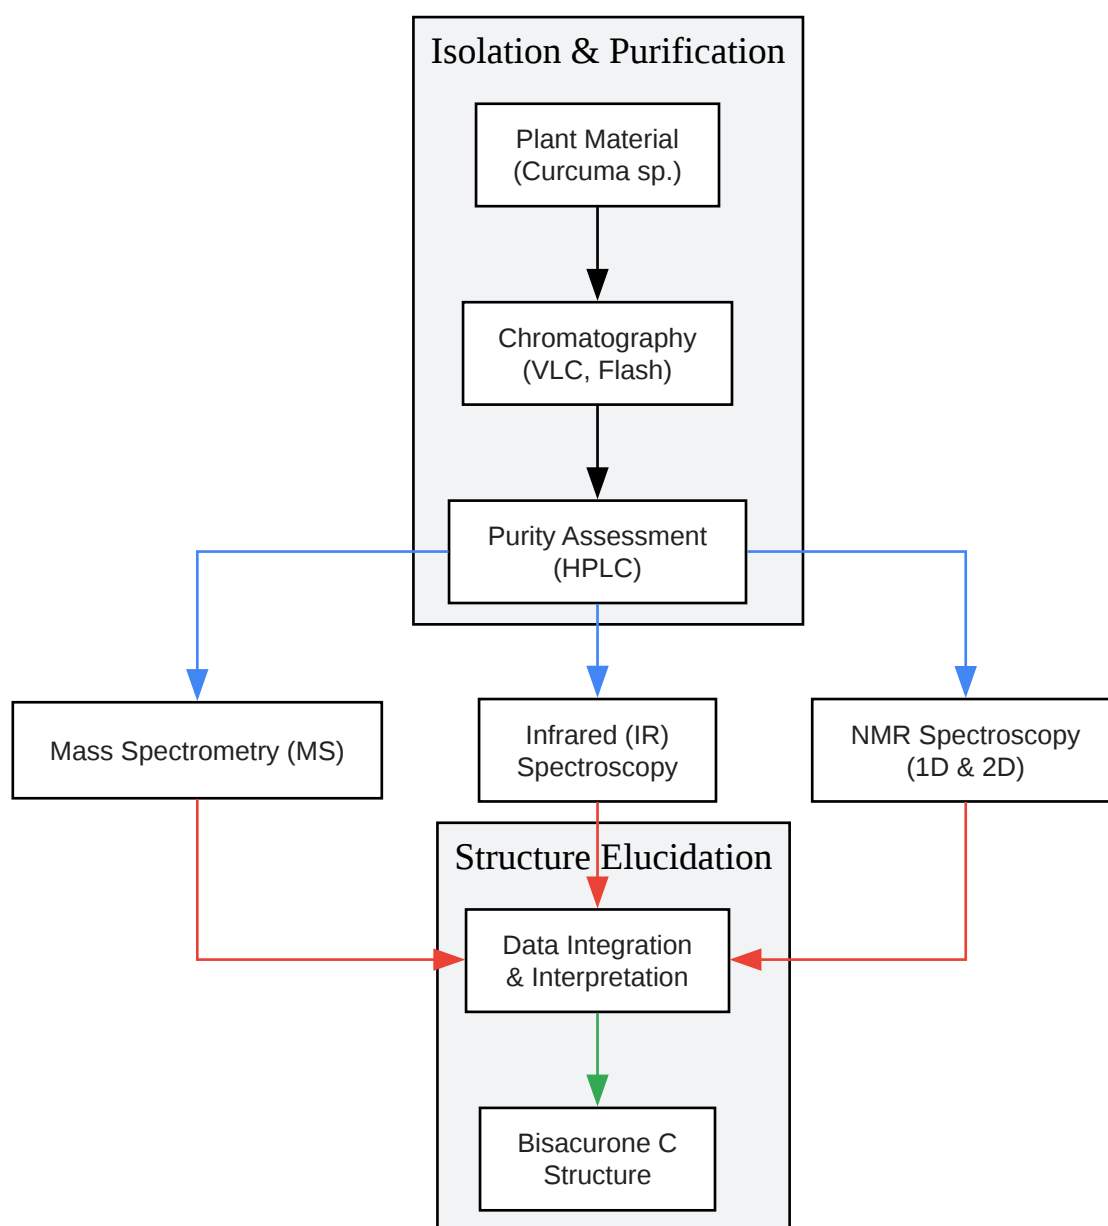 Isolation & Purification
Plant Material
(Curcuma sp.)
Chromatography
(VLC, Flash)
Purity Assessment
(HPLC)
Mass Spectrometry (MS)
Infrared (IR)
Spectroscopy
NMR Spectroscopy
(1D & 2D)
Structure Elucidation
Data Integration
& Interpretation
Bisacurone C
Structure